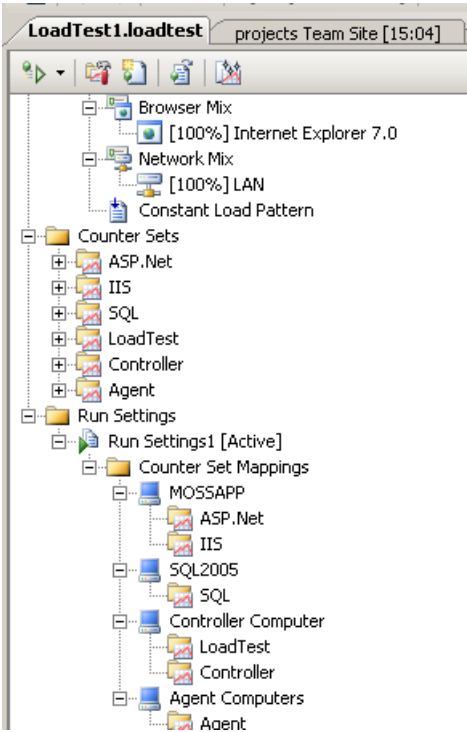 LoadTest1.loadtest projects Team Site [15:04]
Browser Mix
[100%] Internet Explorer 7.0
Network Mix
[100%] LAN
Constant Load Pattern
Counter Sets
ASP.Net
IIS
SQL
LoadTest
Controller
Agent
Run Settings
Run Settings1 [Active]
Counter Set Mappings
MOSSAPP
ASP.Net
IIS
SQL2005
SQL
Controller Computer
LoadTest
Controller
Agent Computers
Agent